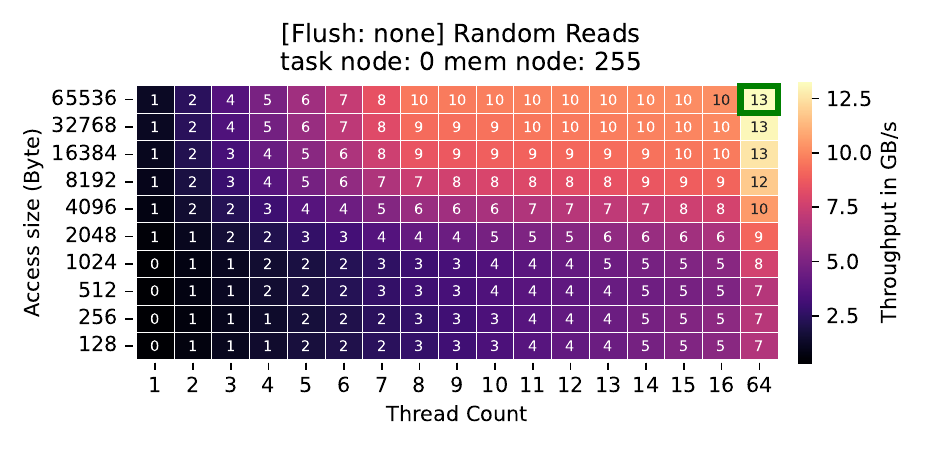 [Flush: none] Random Reads
task node: 0 mem node: 255
Access size (Byte)
65536 1 2 4 5 6 7 8 10 10 10 10 10 10 10 10 10 13
32768 1 2 4 5 6 7 8 9 9 9 10 10 10 10 10 10 13
16384 1 2 3 4 5 6 8 9 9 9 9 9 9 9 10 10 13
8192 1 2 3 4 5 6 7 7 8 8 8 8 8 9 9 9 12
4096 1 2 2 3 4 4 5 6 6 6 7 7 7 7 8 8 10
2048 1 1 2 2 3 3 4 4 4 5 5 5 6 6 6 6 9
1024 0 1 1 2 2 2 3 3 3 4 4 4 5 5 5 5 8
512 0 1 1 2 2 2 3 3 3 4 4 4 4 5 5 5 7
256 0 1 1 1 2 2 2 3 3 3 4 4 4 5 5 5 7
128 0 1 1 1 2 2 2 3 3 3 4 4 4 5 5 5 7
1 2 3 4 5 6 7 8 9 10 11 12 13 14 15 16 64
Thread Count
12.5
10.0
7.5
5.0
2.5
Throughput in GB/s